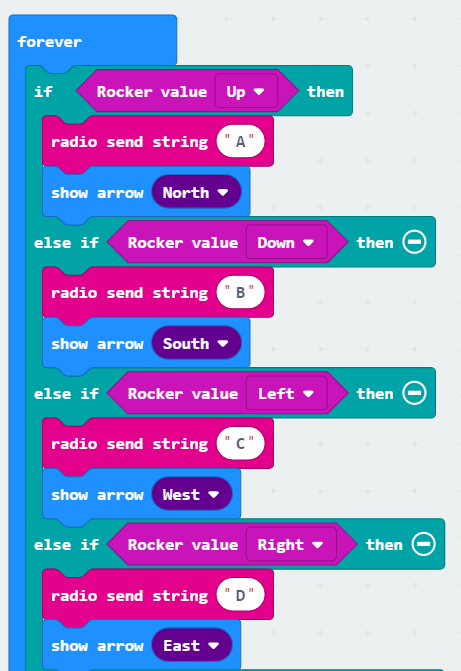 forever
if Rocker value Up then
radio send string "A"
show arrow North
else if Rocker value Down then
radio send string "B"
show arrow South
else if Rocker value Left then
radio send string "C"
show arrow West
else if Rocker value Right then
radio send string "D"
show arrow East